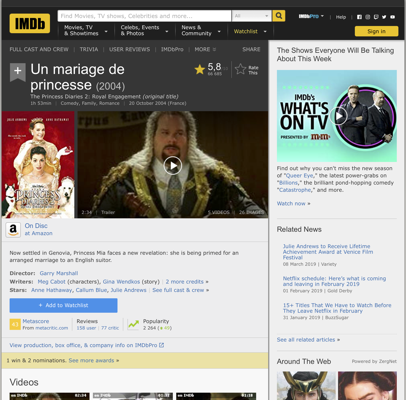 IMDb
Find Movies, TV shows, Celebrities and more...
All
IMDbPro
Help
Movies, TV & Showtimes
Celebs, Events & Photos
News & Community
Watchlist
Sign in
FULL CAST AND CREW | TRIVIA | USER REVIEWS | IMDbPro | MORE
SHARE
Un mariage de princesse (2004)
The Princess Diaries 2: Royal Engagement (original title)
1h 53min | Comedy, Family, Romance | 20 October 2004 (France)
5,8
Rate This
2:34 | Trailer
5 VIDEOS
On Disc
at Amazon
Now settled in Genovia, Princess Mia faces a new revelation: she is being primed for an
arranged marriage to an English suitor.
Director: Garry Marshall
Writers: Meg Cabot (characters), Gina Wendkos (story) | 2 more credits »
Stars: Anne Hathaway, Callum Blue, Julie Andrews | See full cast & crew »
+ Add to Watchlist
Metascore
From metacritic.com
Reviews
158 user | 77 critic
Popularity
2 264
View production, box office, & company info on IMDbPro
1 win & 2 nominations. See more awards »
Videos
The Shows Everyone Will Be Talking
About This Week
IMDb's
WHAT'S
ON TV
PRESENTED BY
Find out why you can't miss the new season
of "Queer Eye," the latest power-grabs on
"Billions," the brilliant pond-hopping comedy
"Catastrophe," and more.
Watch now »
Related News
Julie Andrews to Receive Lifetime
Achievement Award at Venice Film
Festival
08 March 2019 | Variety
Netflix schedule: Here's what is coming
and leaving in February 2019
01 February 2019 | Gold Derby
15+ Titles That We Have to Watch Before
They Leave Netflix in February
31 January 2019 | BuzzSugar
See all related articles »
Around The Web
Powered by ZergNet